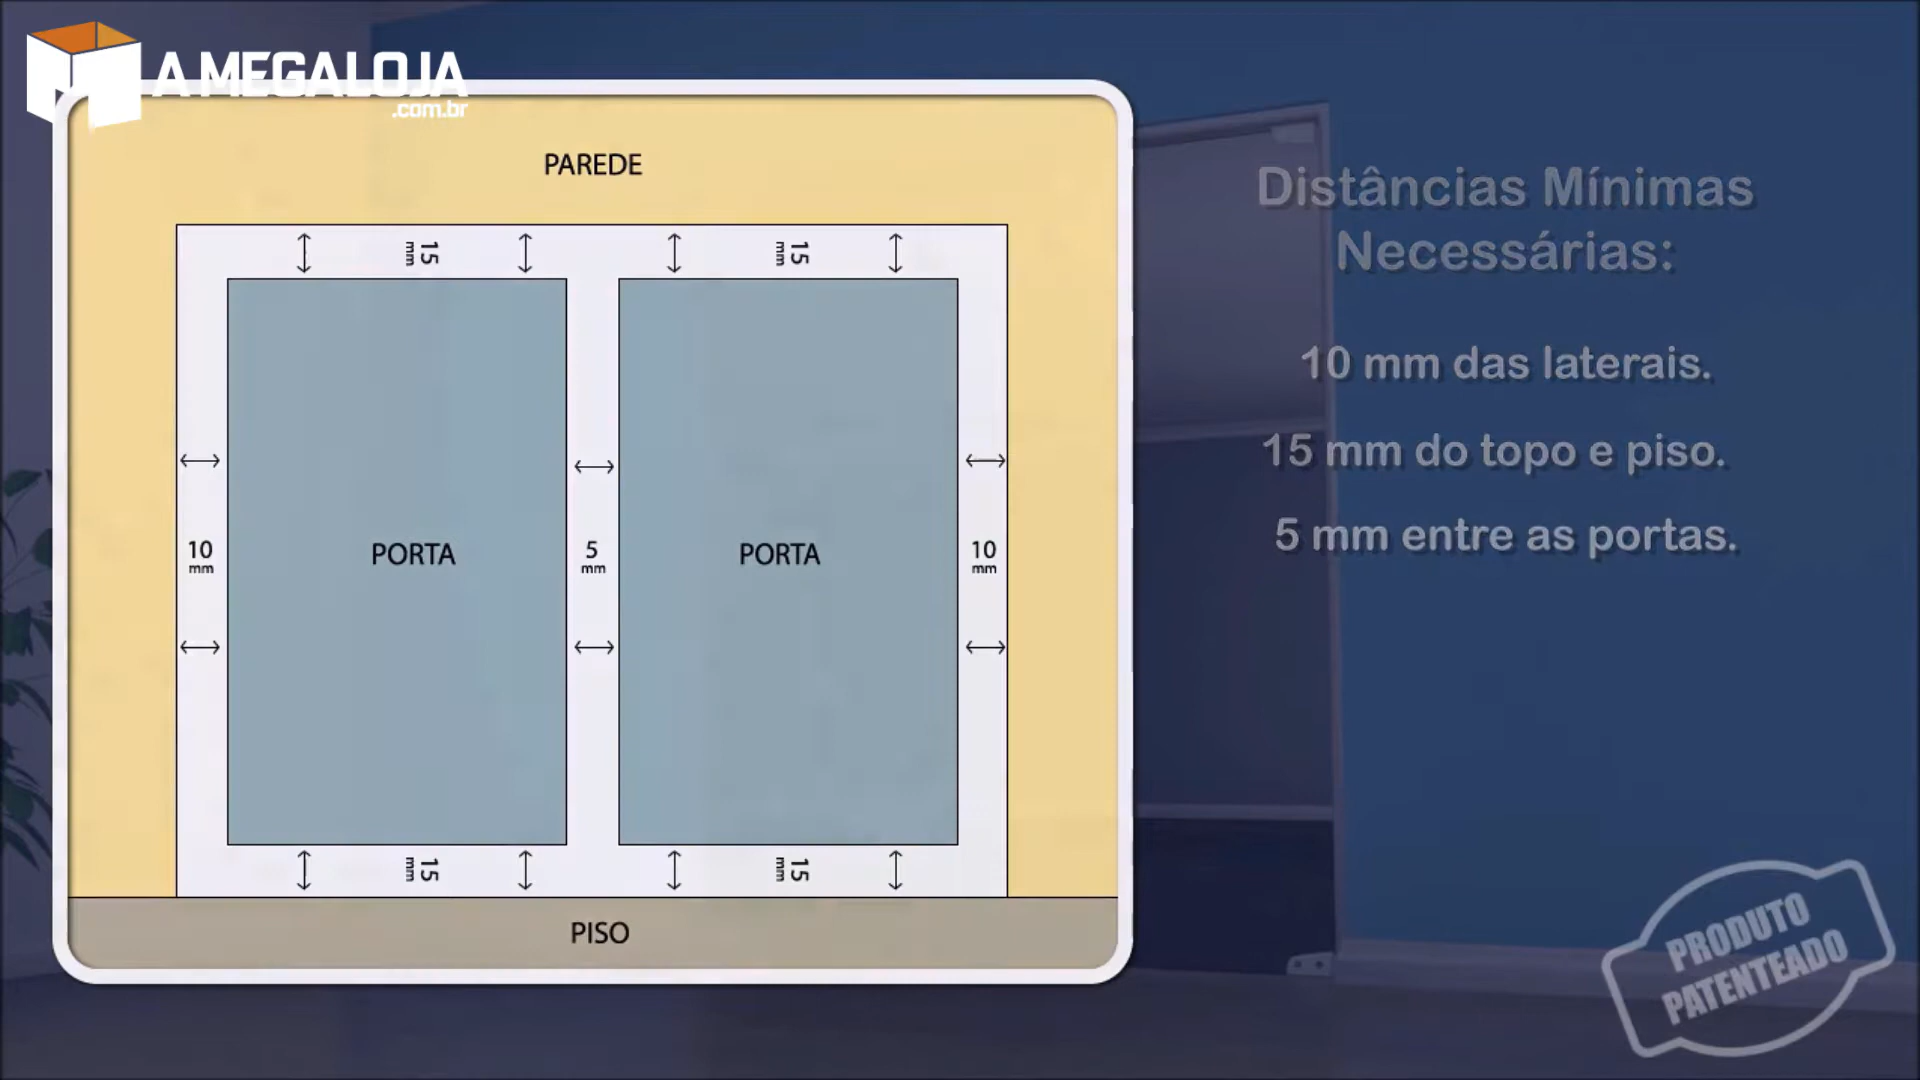 A MEGALOJA
.com.br
PAREDE
15 mm
15 mm
10 mm
PORTA
5 mm
PORTA
10 mm
15 mm
15 mm
PISO
Distâncias Mínimas
Necessárias:
10 mm das laterais.
15 mm do topo e piso.
5 mm entre as portas.
PRODUTO
PATENTEADO